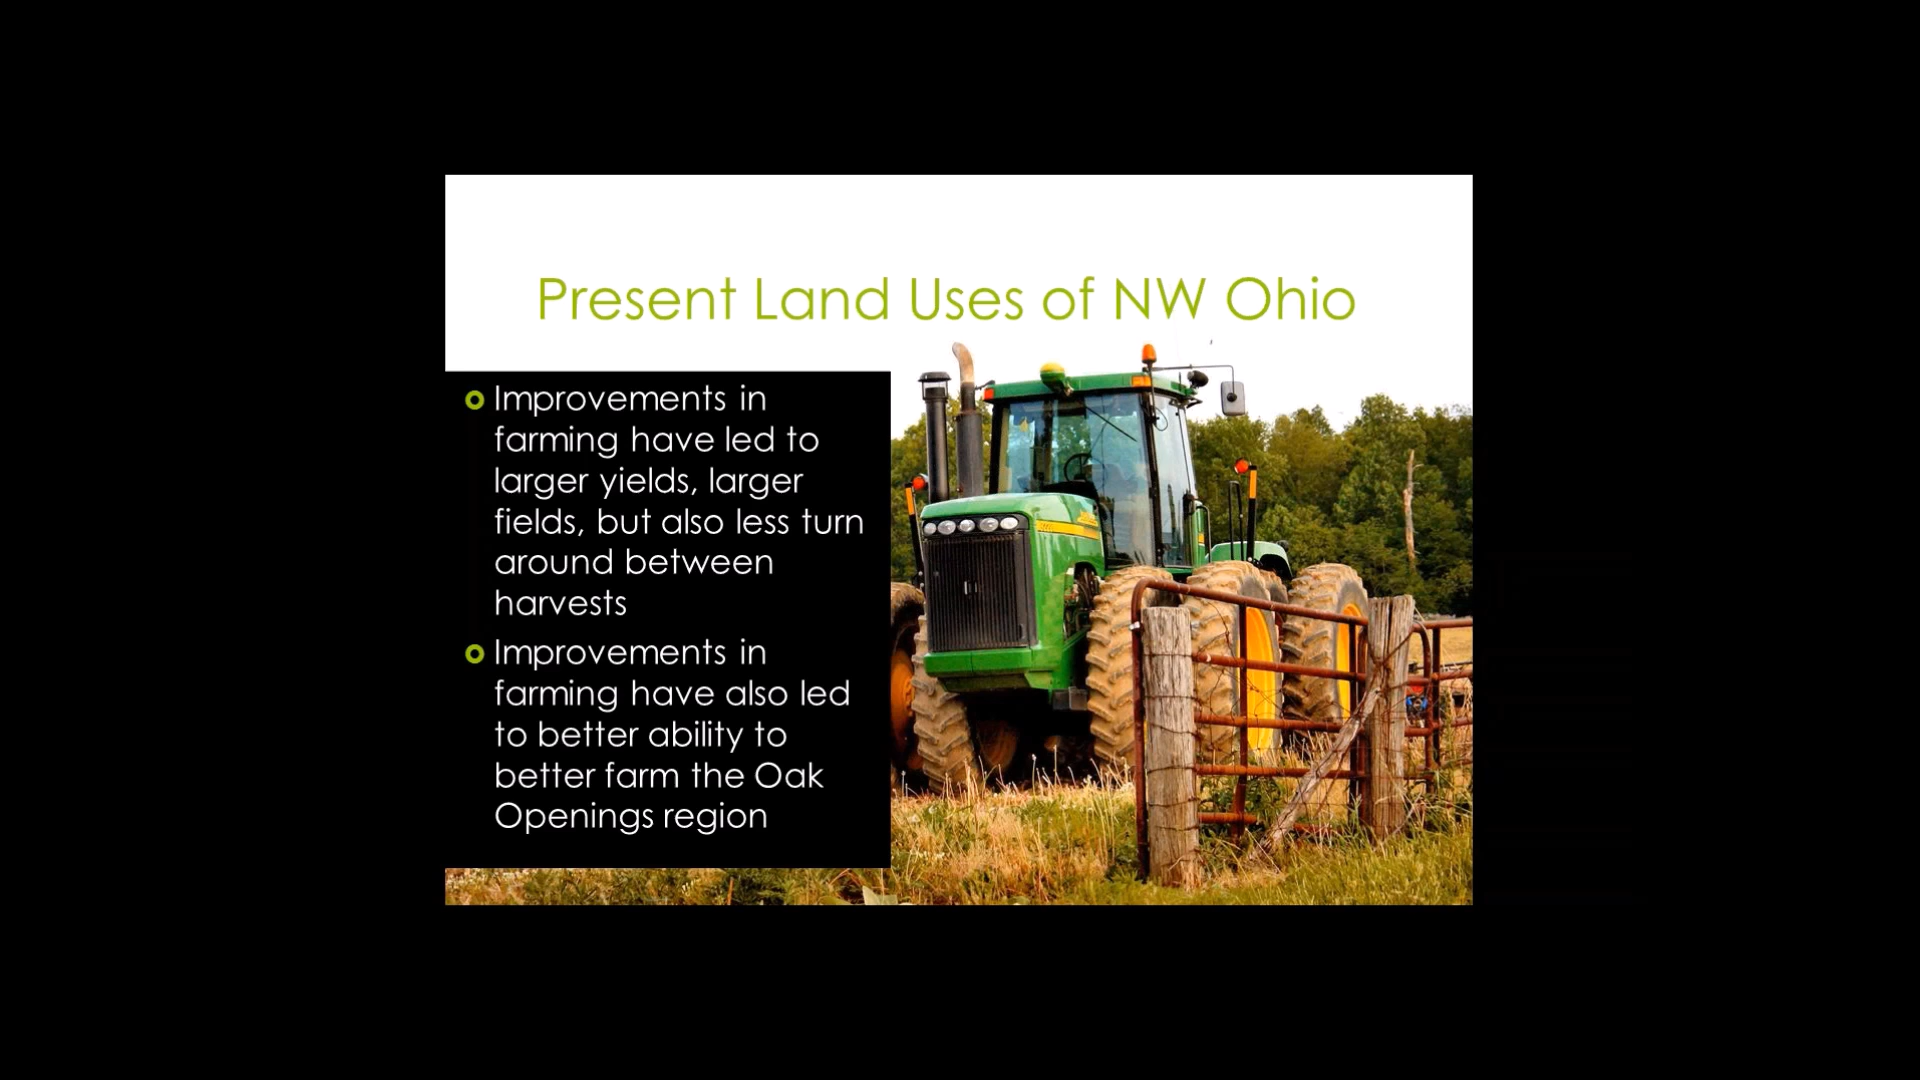 Present Land Uses of NW Ohio
Improvements in
farming have led to
larger yields, larger
fields, but also less turn
around between
harvests
Improvements in
farming have also led
to better ability to
better farm the Oak
Openings region